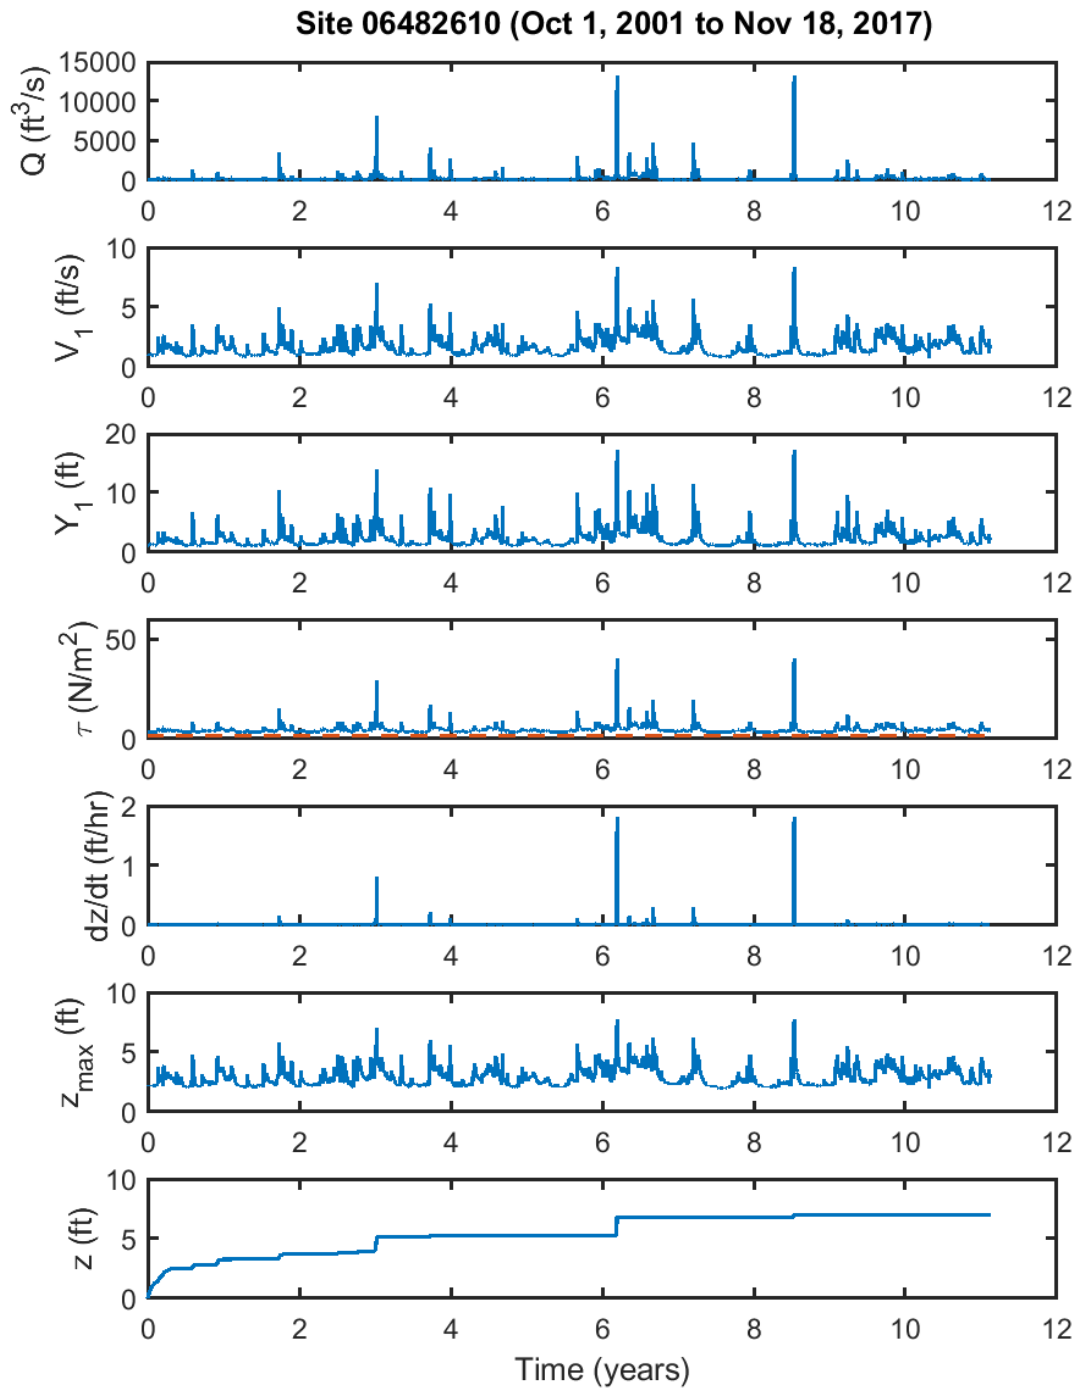 Site 06482610 (Oct 1, 2001 to Nov 18, 2017)
Q (ft³/s)
15000
10000
5000
0
0 2 4 6 8 10 12
V₁ (ft/s)
10
5
0
0 2 4 6 8 10 12
Y₁ (ft)
20
10
0
0 2 4 6 8 10 12
τ (N/m²)
50
0
0 2 4 6 8 10 12
dz/dt (ft/hr)
2
1
0
0 2 4 6 8 10 12
z_max (ft)
10
5
0
0 2 4 6 8 10 12
z (ft)
10
5
0
0 2 4 6 8 10 12
Time (years)